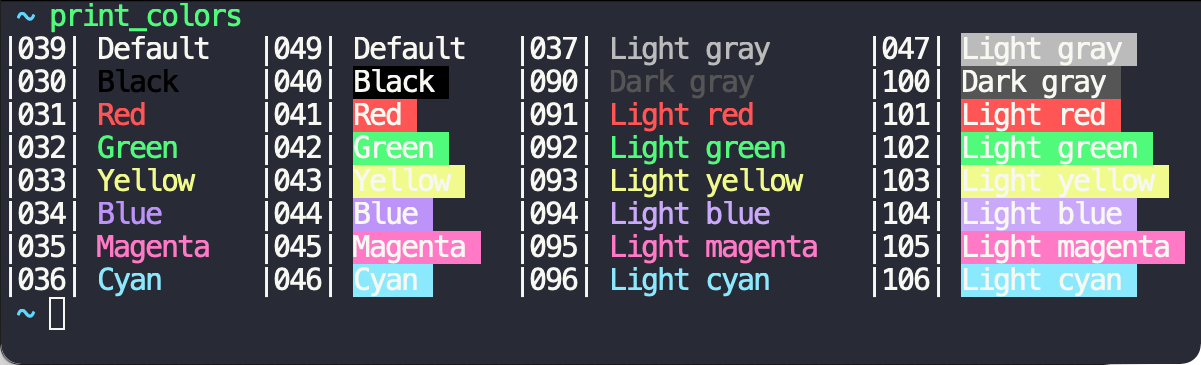 ~ print_colors
|039| Default |049| Default |037| Light gray |047| Light gray
|030| Black |040| Black |090| Dark gray |100| Dark gray
|031| Red |041| Red |091| Light red |101| Light red
|032| Green |042| Green |092| Light green |102| Light green
|033| Yellow |043| Yellow |093| Light yellow |103| Light yellow
|034| Blue |044| Blue |094| Light blue |104| Light blue
|035| Magenta |045| Magenta |095| Light magenta |105| Light magenta
|036| Cyan |046| Cyan |096| Light cyan |106| Light cyan
~